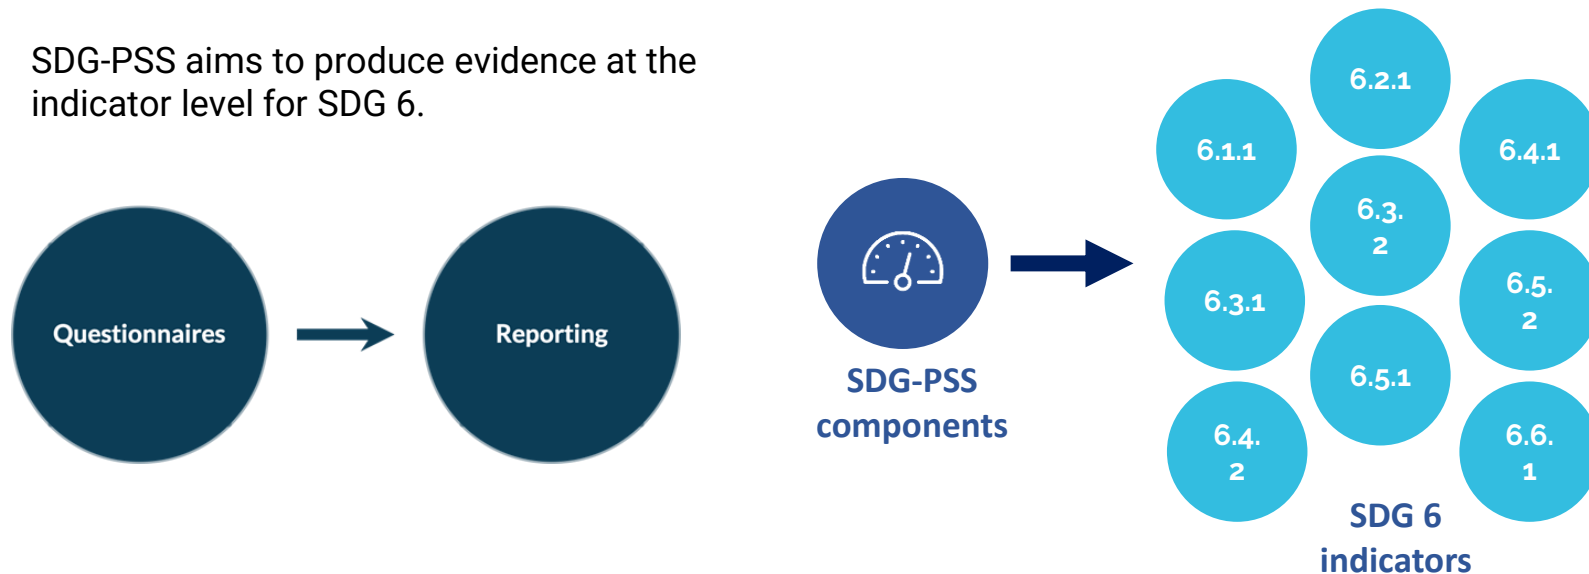 SDG-PSS aims to produce evidence at the
indicator level for SDG 6.
Questionnaires
Reporting
SDG-PSS
components
6.2.1
6.1.1
6.4.1
6.3.
2
6.3.1
6.5.
2
6.5.1
6.4.
2
6.6.
1
SDG 6
indicators